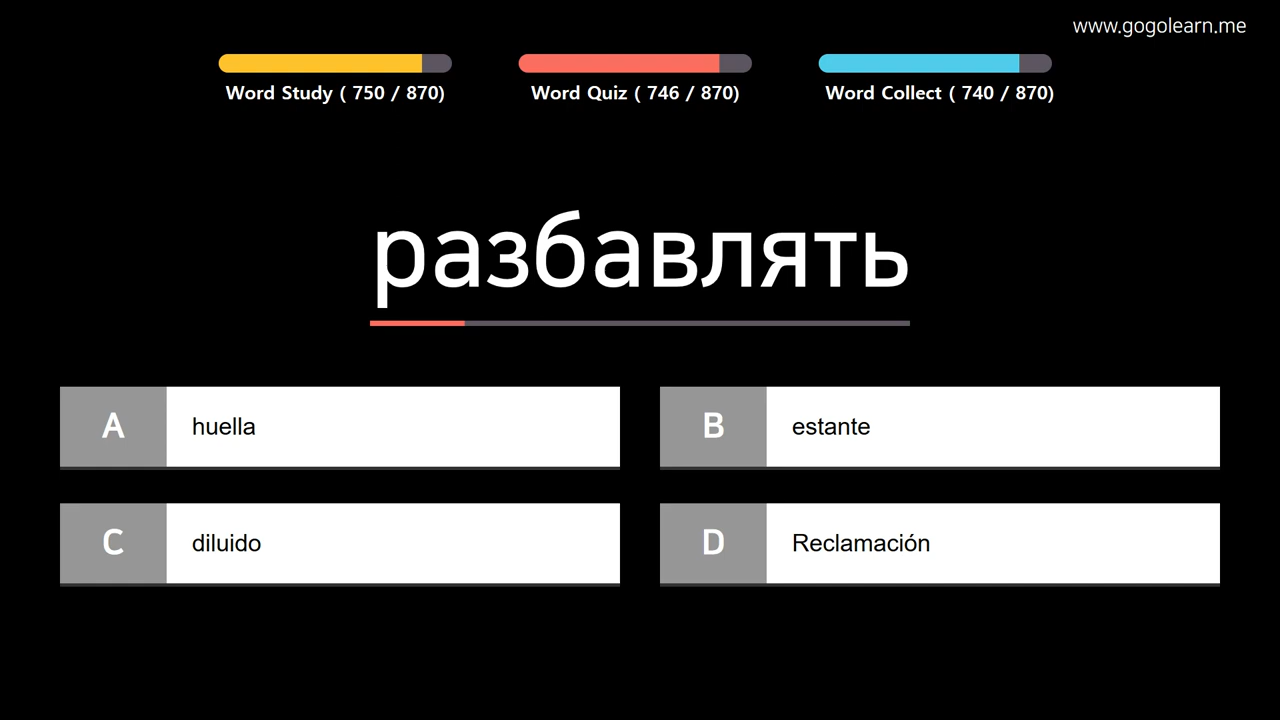 www.gogolearn.me
Word Study ( 750 / 870)
Word Quiz ( 746 / 870)
Word Collect ( 740 / 870)
разбавлять
A huella
B estante
C diluido
D Reclamación